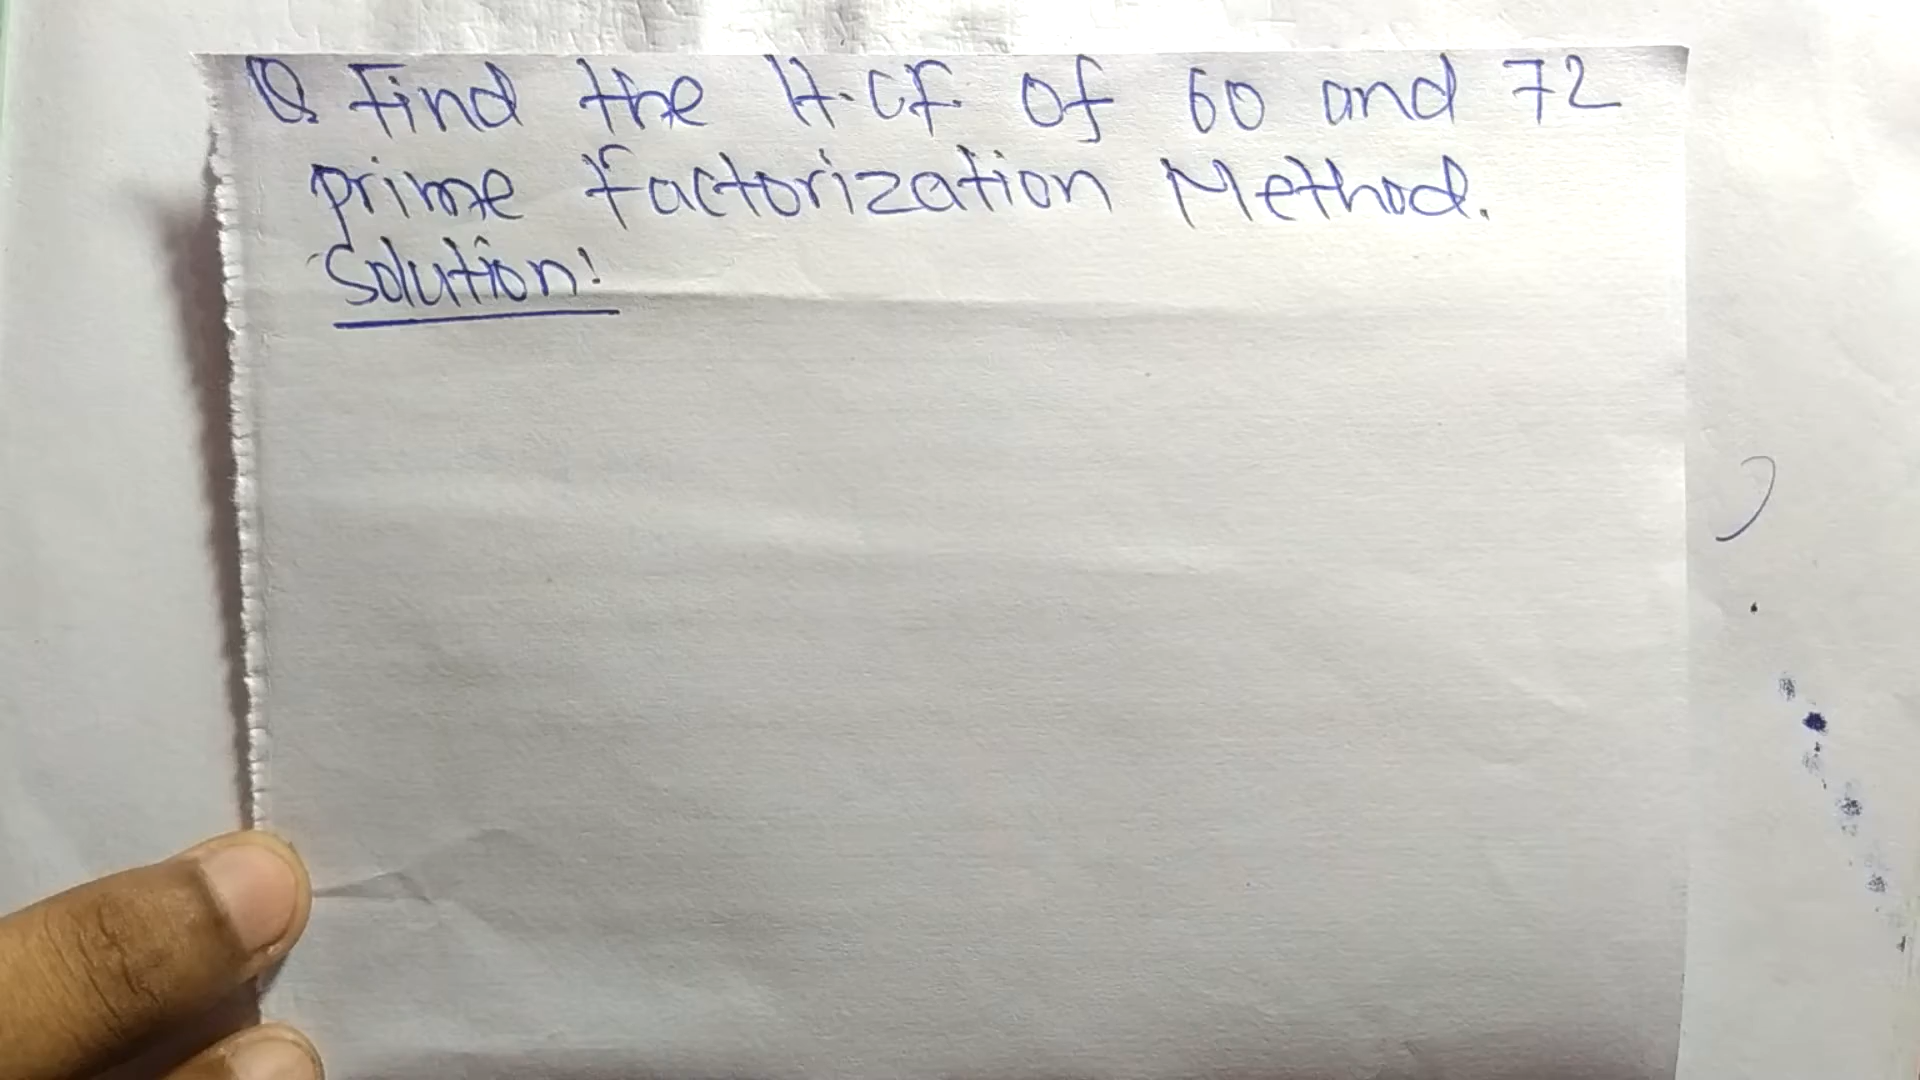 Q Find the H.C.F. of 60 and 72
prime factorization Method.
Solution: